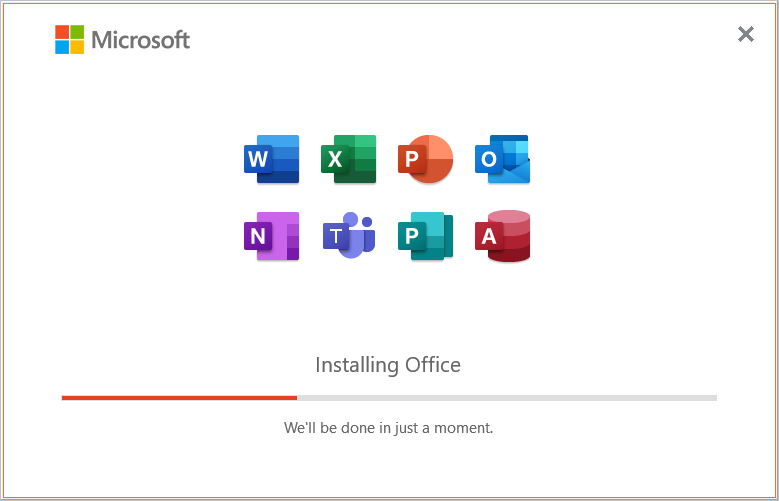 Microsoft
W X P O
N T P A
Installing Office
We'll be done in just a moment.